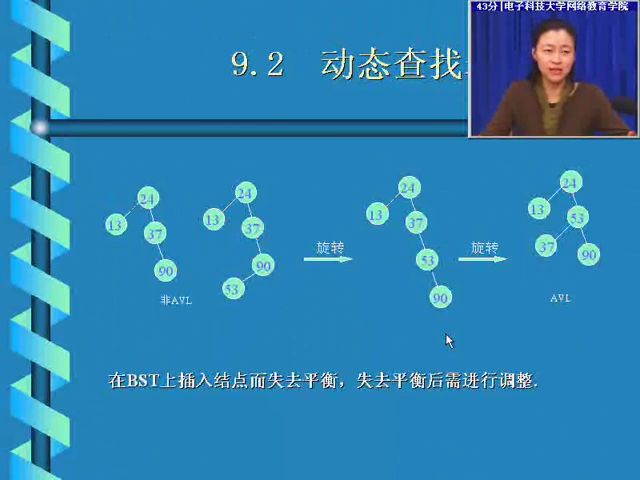 43分|电子科技大学网络教育学院
9.2 动态查找
24 24 24 24
13 37 13 37 13 37 13 53
旋转 旋转
90 90 53 37 90
53 90
非AVL AVL
在BST上插入结点而失去平衡，失去平衡后需进行调整.